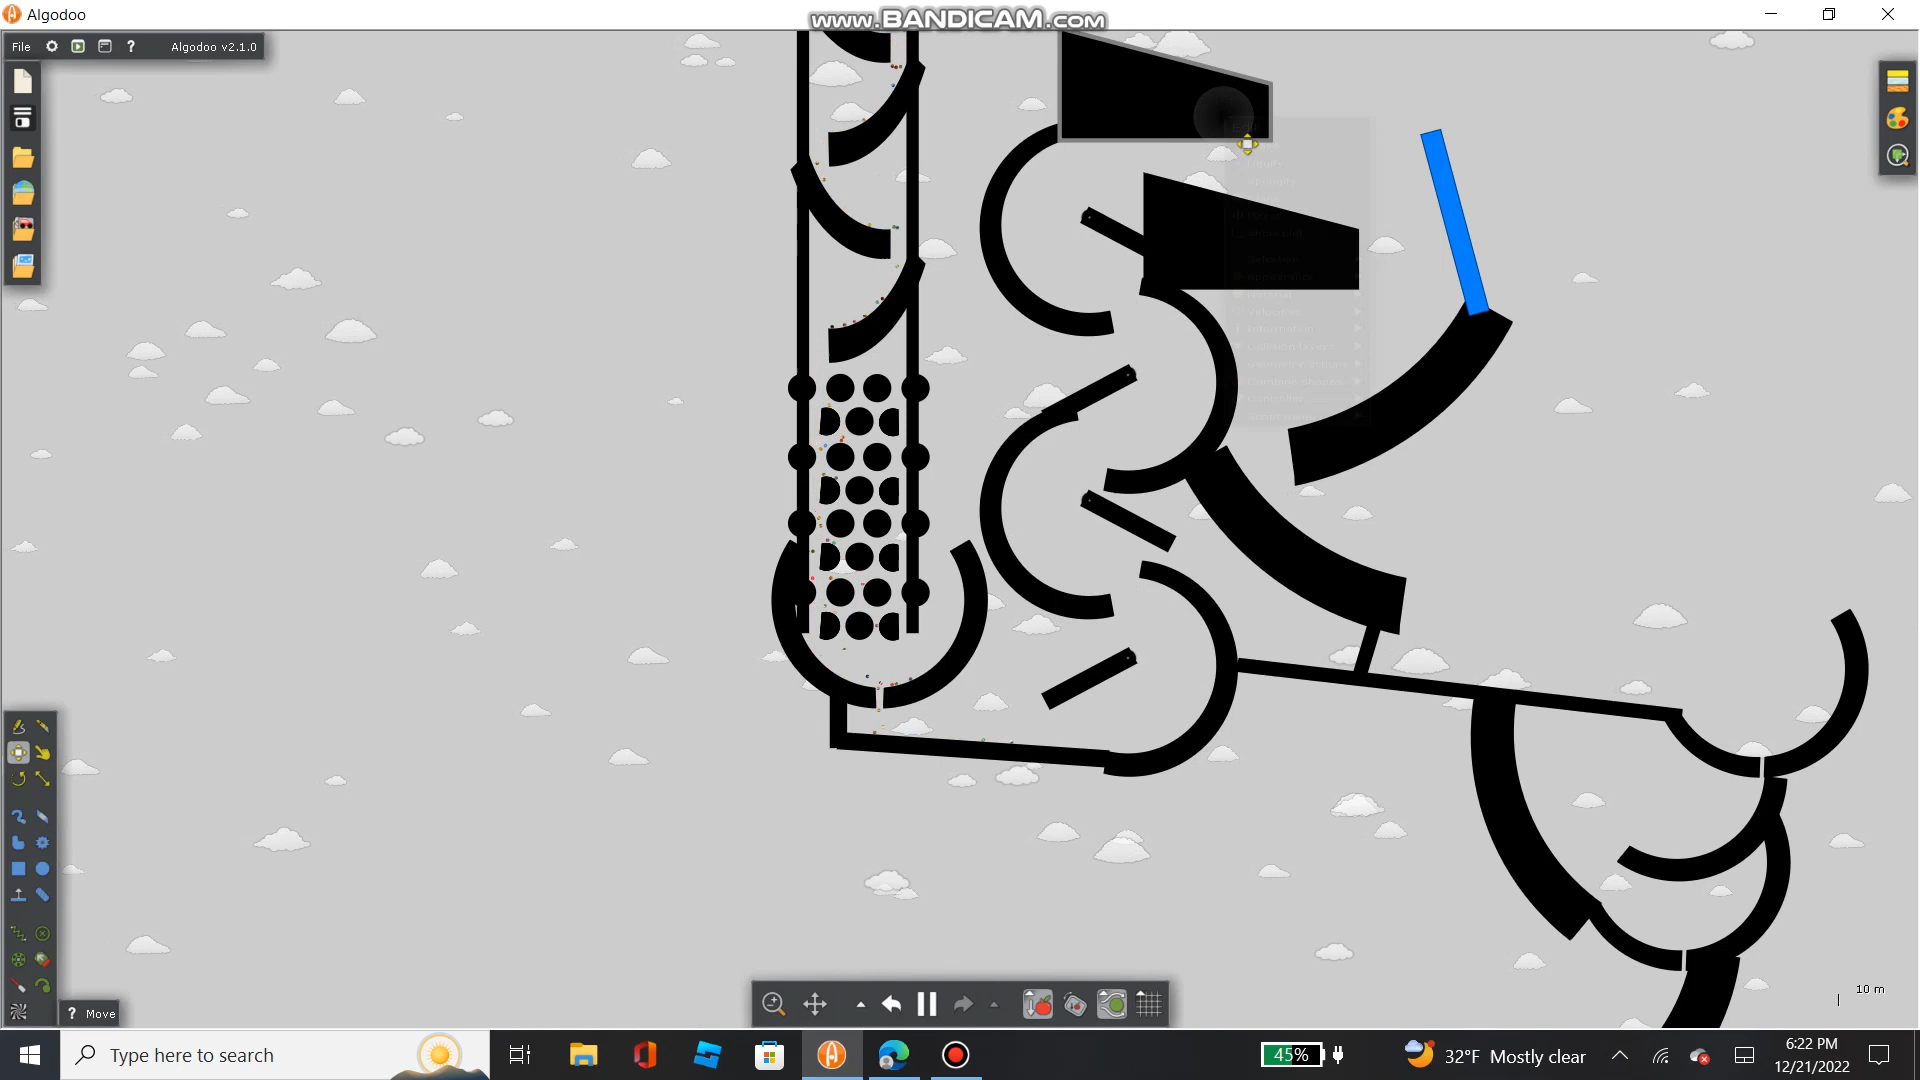 Algodoo
www.BANDICAM.com
File
?
Algodoo v2.1.0
? Move
10 m
Type here to search
45%
32°F Mostly clear
6:22 PM
12/21/2022